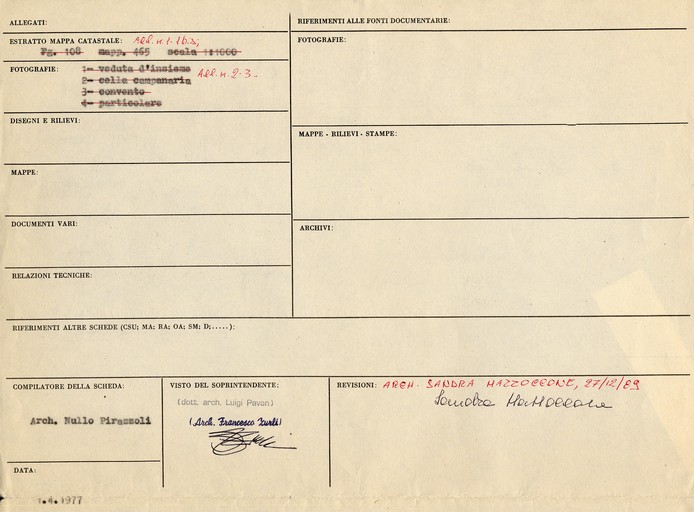 ALLEGATI:
ESTRATTO MAPPA CATASTALE: All. n. 1-1bis;
Fg. 108 mapp. 465 scala 1:1000
FOTOGRAFIE: 1- veduta d'insieme All. n. 2-3.
2- cella campanaria
3- convento
4- particolare
DISEGNI E RILIEVI:
MAPPE:
DOCUMENTI VARI:
RELAZIONI TECNICHE:
RIFERIMENTI ALLE FONTI DOCUMENTARIE:
FOTOGRAFIE:
MAPPE - RILIEVI - STAMPE:
ARCHIVI:
RIFERIMENTI ALTRE SCHEDE (CSU; MA; RA; OA; SM; D;.....):
COMPILATORE DELLA SCHEDA:
Arch. Nullo Pirazzoli
DATA:
1.4.1977
VISTO DEL SOPRINTENDENTE:
(dott. arch. Luigi Pavan)
(Arch. Francesco Zurli)
REVISIONI: ARCH. SANDRA MAZZOCCONE, 27/12/89
Sandra Mazzoccone